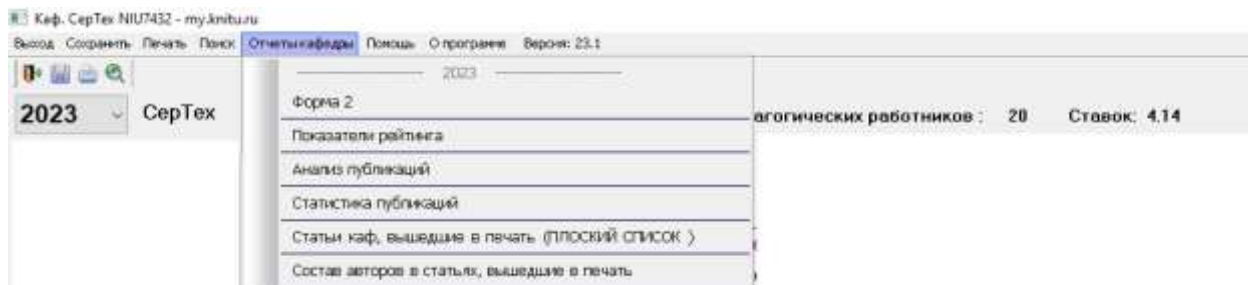 Каф. СерТех NIU7432 - my.knitu.ru
Выход Сохранить Печать Поиск Отчеты кафедры Помощь О программе Версия: 23.1
2023
2023 СерТех
Форма 2
агогических работников : 20 Ставок: 4.14
Показатели рейтинга
Анализ публикаций
Статистика публикаций
Статьи каф, вышедшие в печать (ПЛОСКИЙ СПИСОК )
Состав авторов в статьях, вышедшие в печать